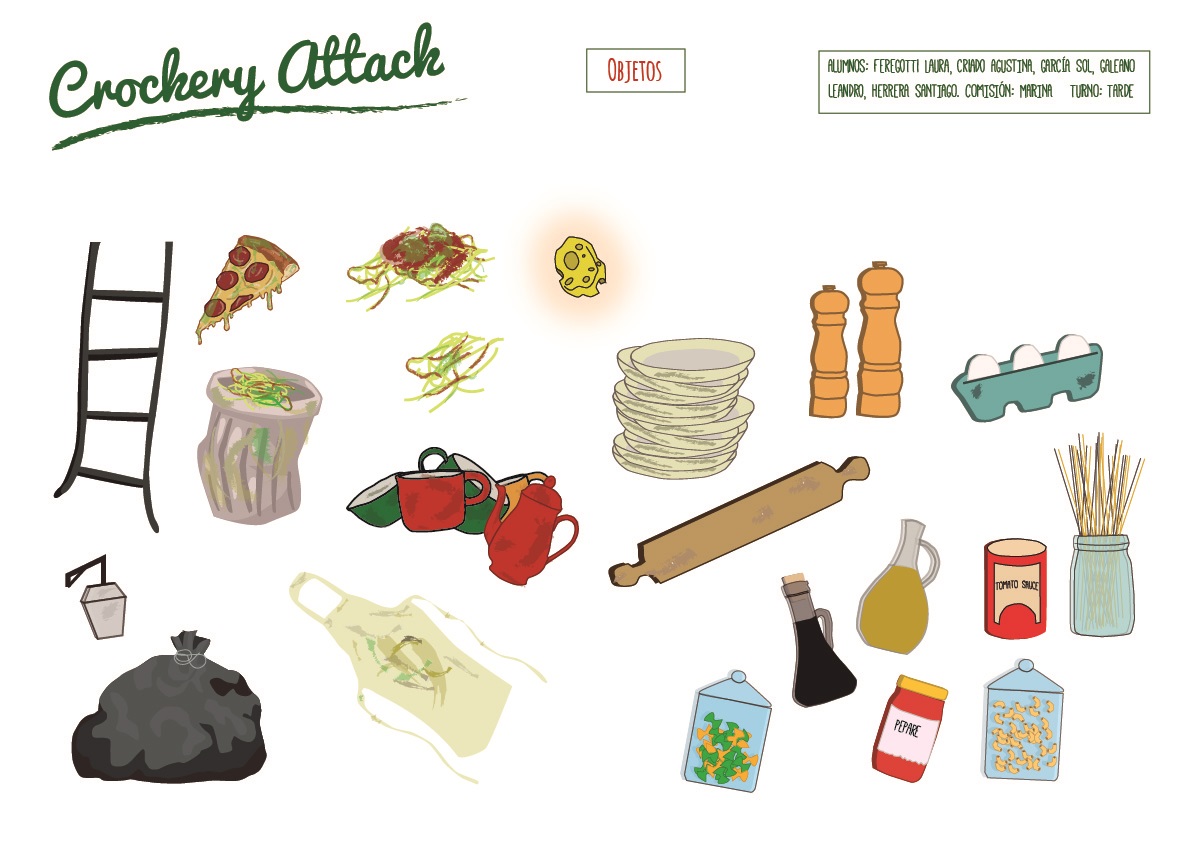 Crockery Attack
OBJETOS
ALUMNOS: FEREGOTTI LAURA, CRIADO AGUSTINA, GARCÍA SOL, GALEANO
LEANDRO, HERRERA SANTIAGO. COMISIÓN: MARINA TURNO: TARDE
TOMATO SAUCE
PEPARE